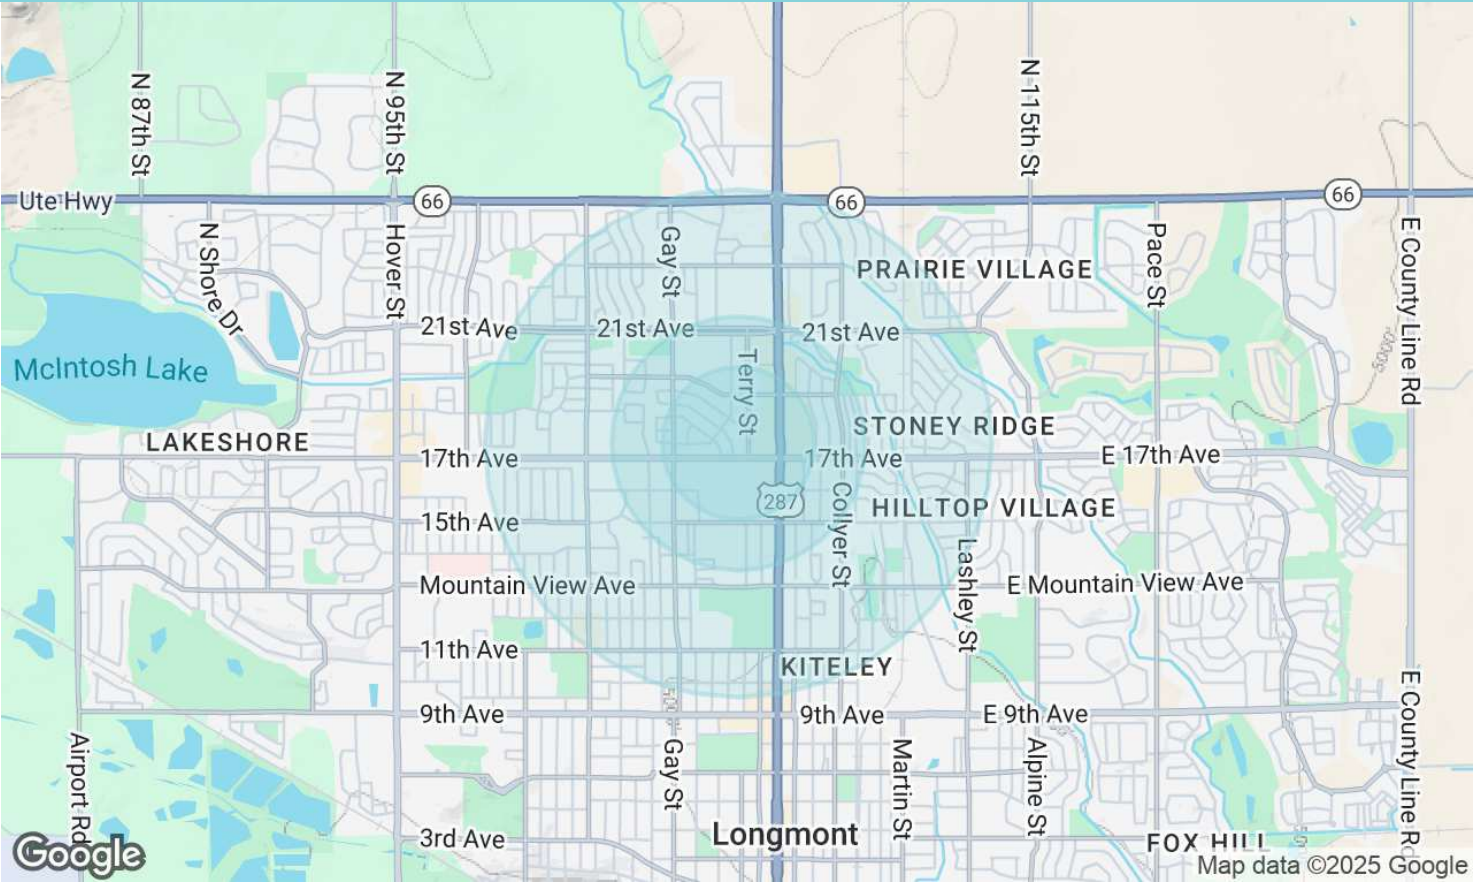 N 87th St
N 95th St
N 115th St
Ute Hwy
66
66
66
N Shore Dr
Hover St
Gay St
PRAIRIE VILLAGE
Pace St
E County Line Rd
21st Ave
21st Ave
21st Ave
McIntosh Lake
Terry St
5000ft
LAKESHORE
STONEY RIDGE
17th Ave
17th Ave
E 17th Ave
287
Collyer St
HILLTOP VILLAGE
15th Ave
Lashley St
Mountain View Ave
E Mountain View Ave
11th Ave
KITELEY
E County Line Rd
9th Ave
9th Ave
E 9th Ave
Airport Rd
Gay St
Martin St
Alpine St
3rd Ave
Longmont
FOX HILL
Google
Map data ©2025 Google